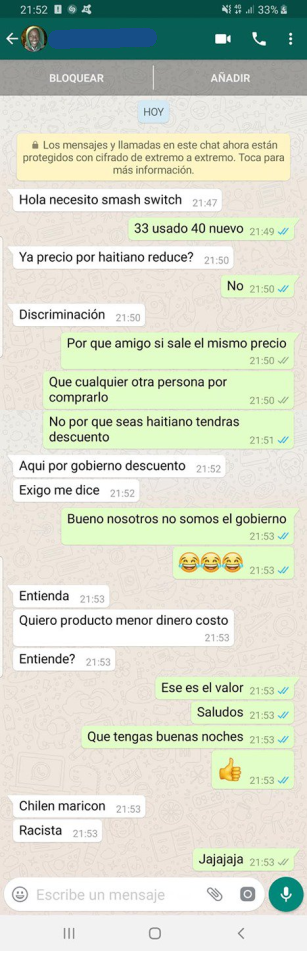 21:52
4G
33%
BLOQUEAR
AÑADIR
HOY
Los mensajes y llamadas en este chat ahora están
protegidos con cifrado de extremo a extremo. Toca para
más información.
Hola necesito smash switch 21:47
33 usado 40 nuevo 21:49
Ya precio por haitiano reduce? 21:50
No 21:50
Discriminación 21:50
Por que amigo si sale el mismo precio
21:50
Que cualquier otra persona por
comprarlo 21:50
No por que seas haitiano tendras
descuento 21:51
Aqui por gobierno descuento 21:52
Exigo me dice 21:52
Bueno nosotros no somos el gobierno
21:53
😂😂😂 21:53
Entienda 21:53
Quiero producto menor dinero costo
21:53
Entiende? 21:53
Ese es el valor 21:53
Saludos 21:53
Que tengas buenas noches 21:53
👍 21:53
Chilen maricon 21:53
Racista 21:53
Jajajaja 21:53
Escribe un mensaje